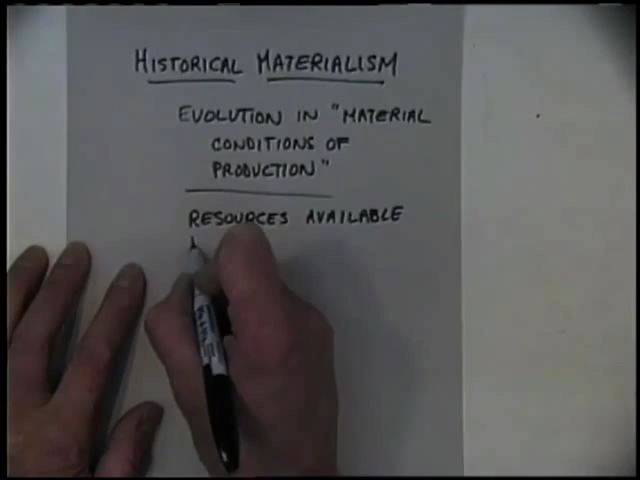 HISTORICAL MATERIALISM
EVOLUTION IN "MATERIAL
CONDITIONS OF
PRODUCTION"
RESOURCES AVAILABLE